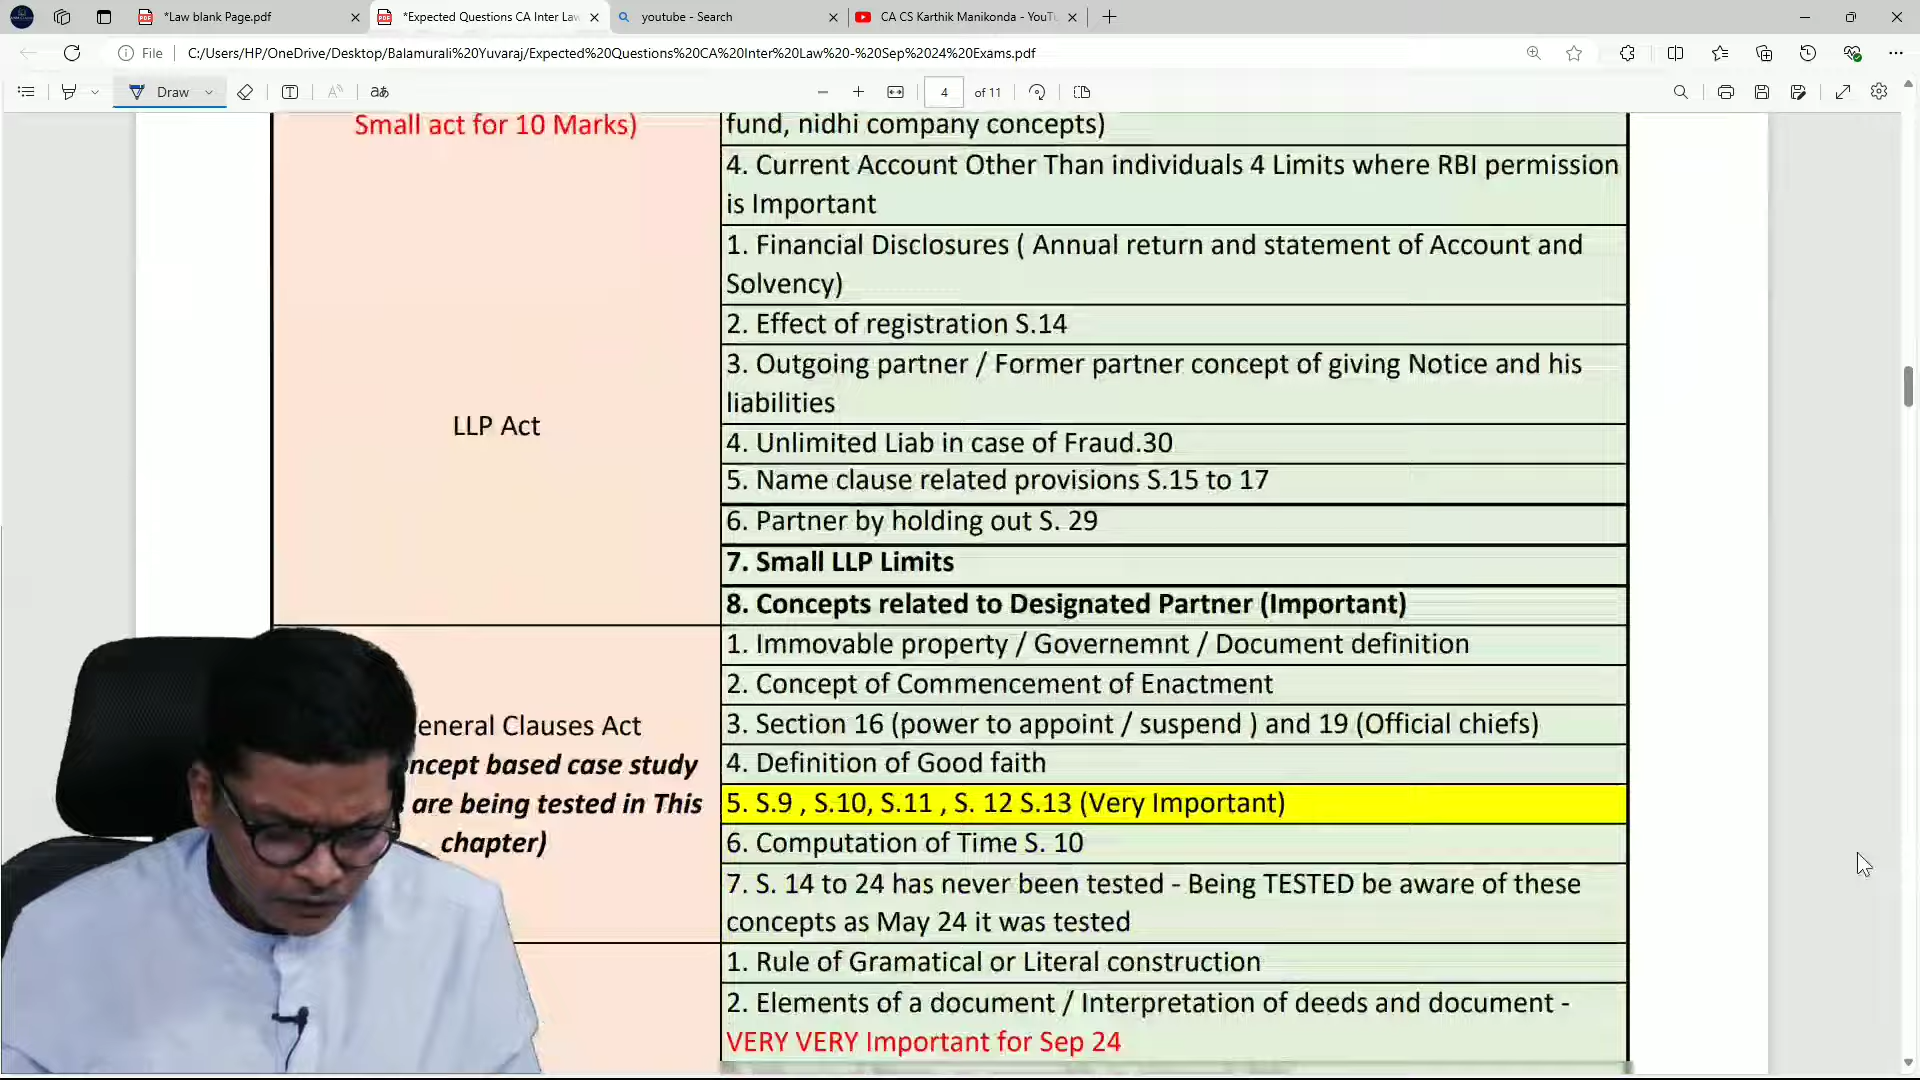 *Law blank Page.pdf
*Expected Questions CA Inter Law
youtube - Search
CA CS Karthik Manikonda - YouTu
File
C:/Users/HP/OneDrive/Desktop/Balamurali%20Yuvaraj/Expected%20Questions%20CA%20Inter%20Law%20-%20Sep%202024%20Exams.pdf
Draw
4 of 11
Small act for 10 Marks)
fund, nidhi company concepts)
4. Current Account Other Than individuals 4 Limits where RBI permission
is Important
LLP Act
1. Financial Disclosures ( Annual return and statement of Account and
Solvency)
2. Effect of registration S.14
3. Outgoing partner / Former partner concept of giving Notice and his
liabilities
4. Unlimited Liab in case of Fraud.30
5. Name clause related provisions S.15 to 17
6. Partner by holding out S. 29
7. Small LLP Limits
8. Concepts related to Designated Partner (Important)
eneral Clauses Act
ncept based case study
are being tested in This
chapter)
1. Immovable property / Governemnt / Document definition
2. Concept of Commencement of Enactment
3. Section 16 (power to appoint / suspend ) and 19 (Official chiefs)
4. Definition of Good faith
5. S.9 , S.10, S.11 , S. 12 S.13 (Very Important)
6. Computation of Time S. 10
7. S. 14 to 24 has never been tested - Being TESTED be aware of these
concepts as May 24 it was tested
1. Rule of Gramatical or Literal construction
2. Elements of a document / Interpretation of deeds and document -
VERY VERY Important for Sep 24